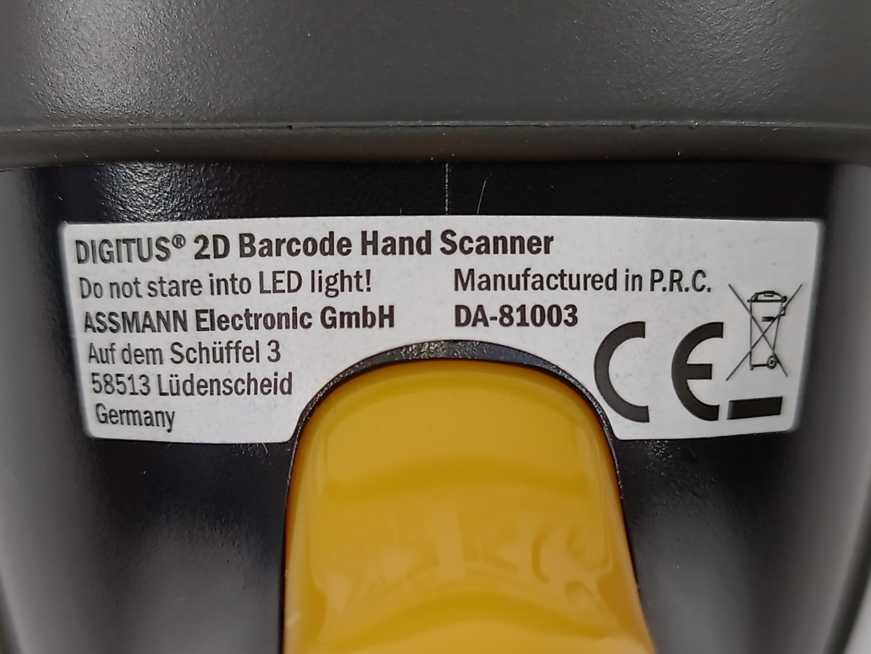 DIGITUS® 2D Barcode Hand Scanner
Do not stare into LED light! Manufactured in P.R.C.
ASSMANN Electronic GmbH DA-81003
Auf dem Schüffel 3
58513 Lüdenscheid
Germany
CE